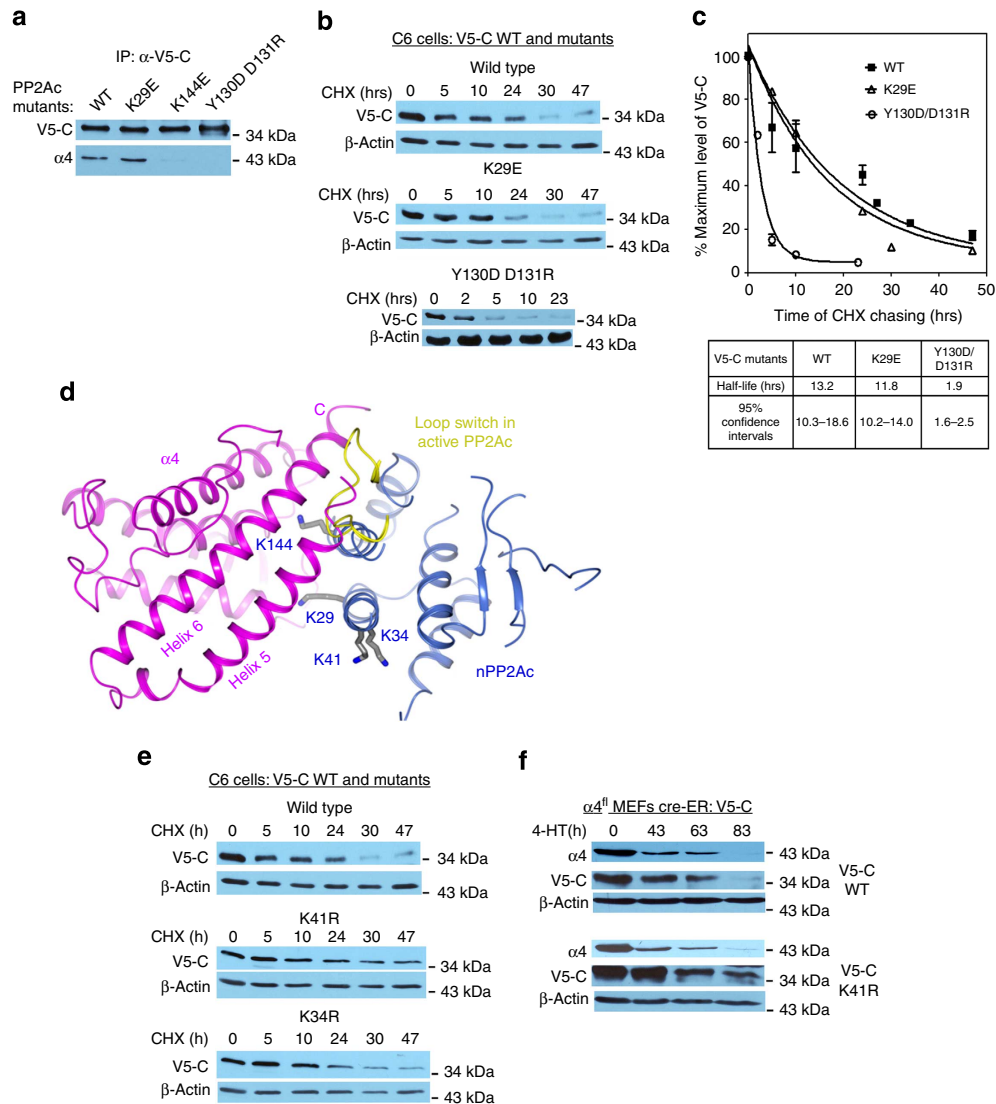 a
IP: α-V5-C
PP2Ac mutants: WT K29E K144E Y130D D131R
V5-C
34 kDa
α4
43 kDa
b
C6 cells: V5-C WT and mutants
Wild type
CHX (hrs) 0 5 10 24 30 47
V5-C
34 kDa
β-Actin
43 kDa
K29E
CHX (hrs) 0 5 10 24 30 47
V5-C
34 kDa
β-Actin
43 kDa
Y130D D131R
CHX (hrs) 0 2 5 10 23
V5-C
34 kDa
β-Actin
43 kDa
c
% Maximum level of V5-C
100
80
60
40
20
0
WT
K29E
Y130D/D131R
0 10 20 30 40 50
Time of CHX chasing (hrs)
V5-C mutants WT K29E Y130D/D131R
Half-life (hrs) 13.2 11.8 1.9
95% confidence intervals 10.3–18.6 10.2–14.0 1.6–2.5
d
C
Loop switch in
active PP2Ac
α4
K144
K29
K34
K41
Helix 6
Helix 5
nPP2Ac
e
C6 cells: V5-C WT and mutants
Wild type
CHX (h) 0 5 10 24 30 47
V5-C
34 kDa
β-Actin
43 kDa
K41R
CHX (h) 0 5 10 24 30 47
V5-C
34 kDa
β-Actin
43 kDa
K34R
CHX (h) 0 5 10 24 30 47
V5-C
34 kDa
β-Actin
43 kDa
f
α4fl MEFs cre-ER: V5-C
4-HT(h) 0 43 63 83
α4
43 kDa
V5-C
34 kDa
β-Actin
43 kDa
V5-C
WT
α4
43 kDa
V5-C
34 kDa
β-Actin
43 kDa
V5-C
K41R